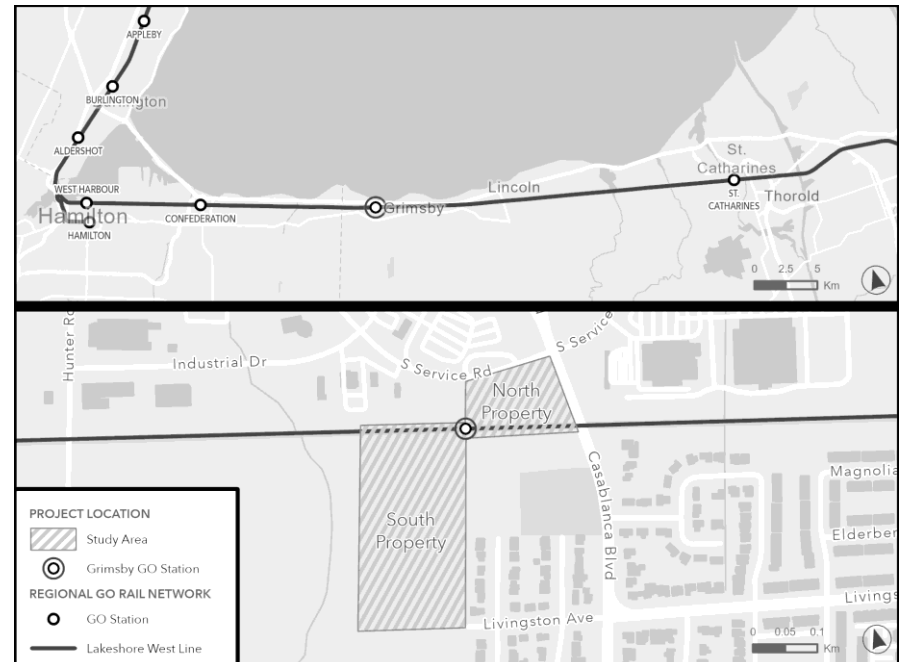 APPLEBY
Burlington
BURLINGTON
ALDERSHOT
WEST HARBOUR
Hamilton
HAMILTON
CONFEDERATION
Grimsby
Lincoln
St.
Catharines
ST.
CATHARINES
Thorold
0 2.5 5
Km
Hunter Ro
Industrial Dr
S Service Rd
S Service
North
Property
South
Property
Casablanca Blvd
Magnolia
Elderber
Livings
Livingston Ave
0 0.05 0.1
Km
PROJECT LOCATION
Study Area
Grimsby GO Station
REGIONAL GO RAIL NETWORK
GO Station
Lakeshore West Line